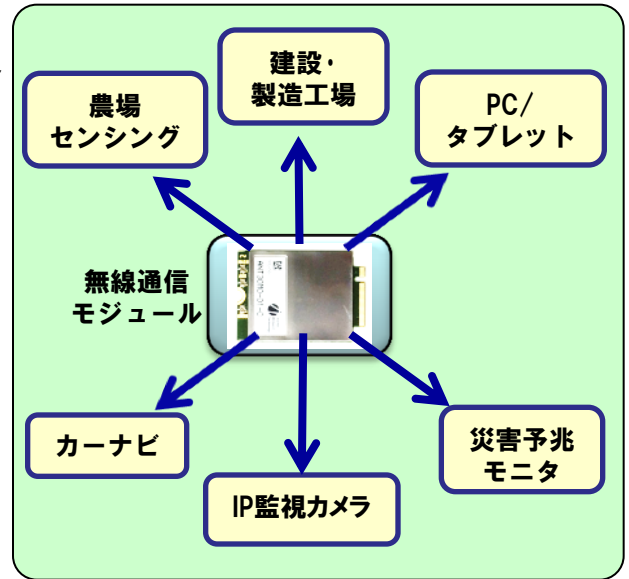 建設・
製造工場
農場
センシング
PC/
タブレット
無線通信
モジュール
カーナビ
IP監視カメラ
災害予兆
モニタ